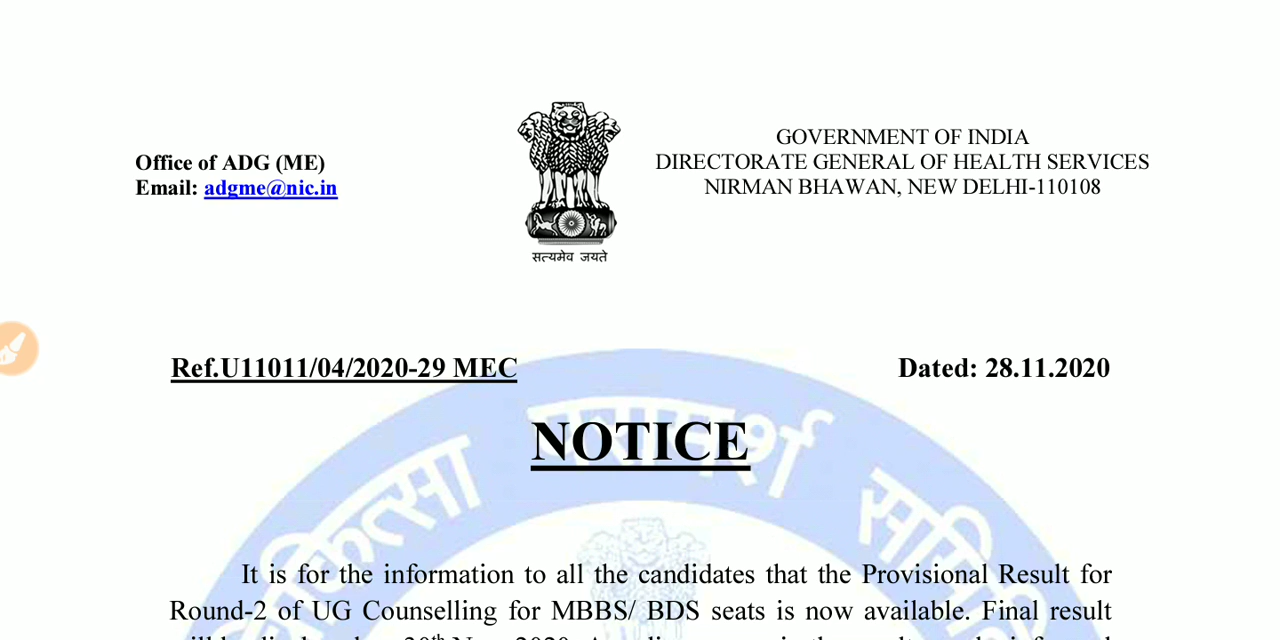 Office of ADG (ME)
Email: adgme@nic.in
सत्यमेव जयते
GOVERNMENT OF INDIA
DIRECTORATE GENERAL OF HEALTH SERVICES
NIRMAN BHAWAN, NEW DELHI-110108
Ref.U11011/04/2020-29 MEC
Dated: 28.11.2020
NOTICE
It is for the information to all the candidates that the Provisional Result for
Round-2 of UG Counselling for MBBS/ BDS seats is now available. Final result